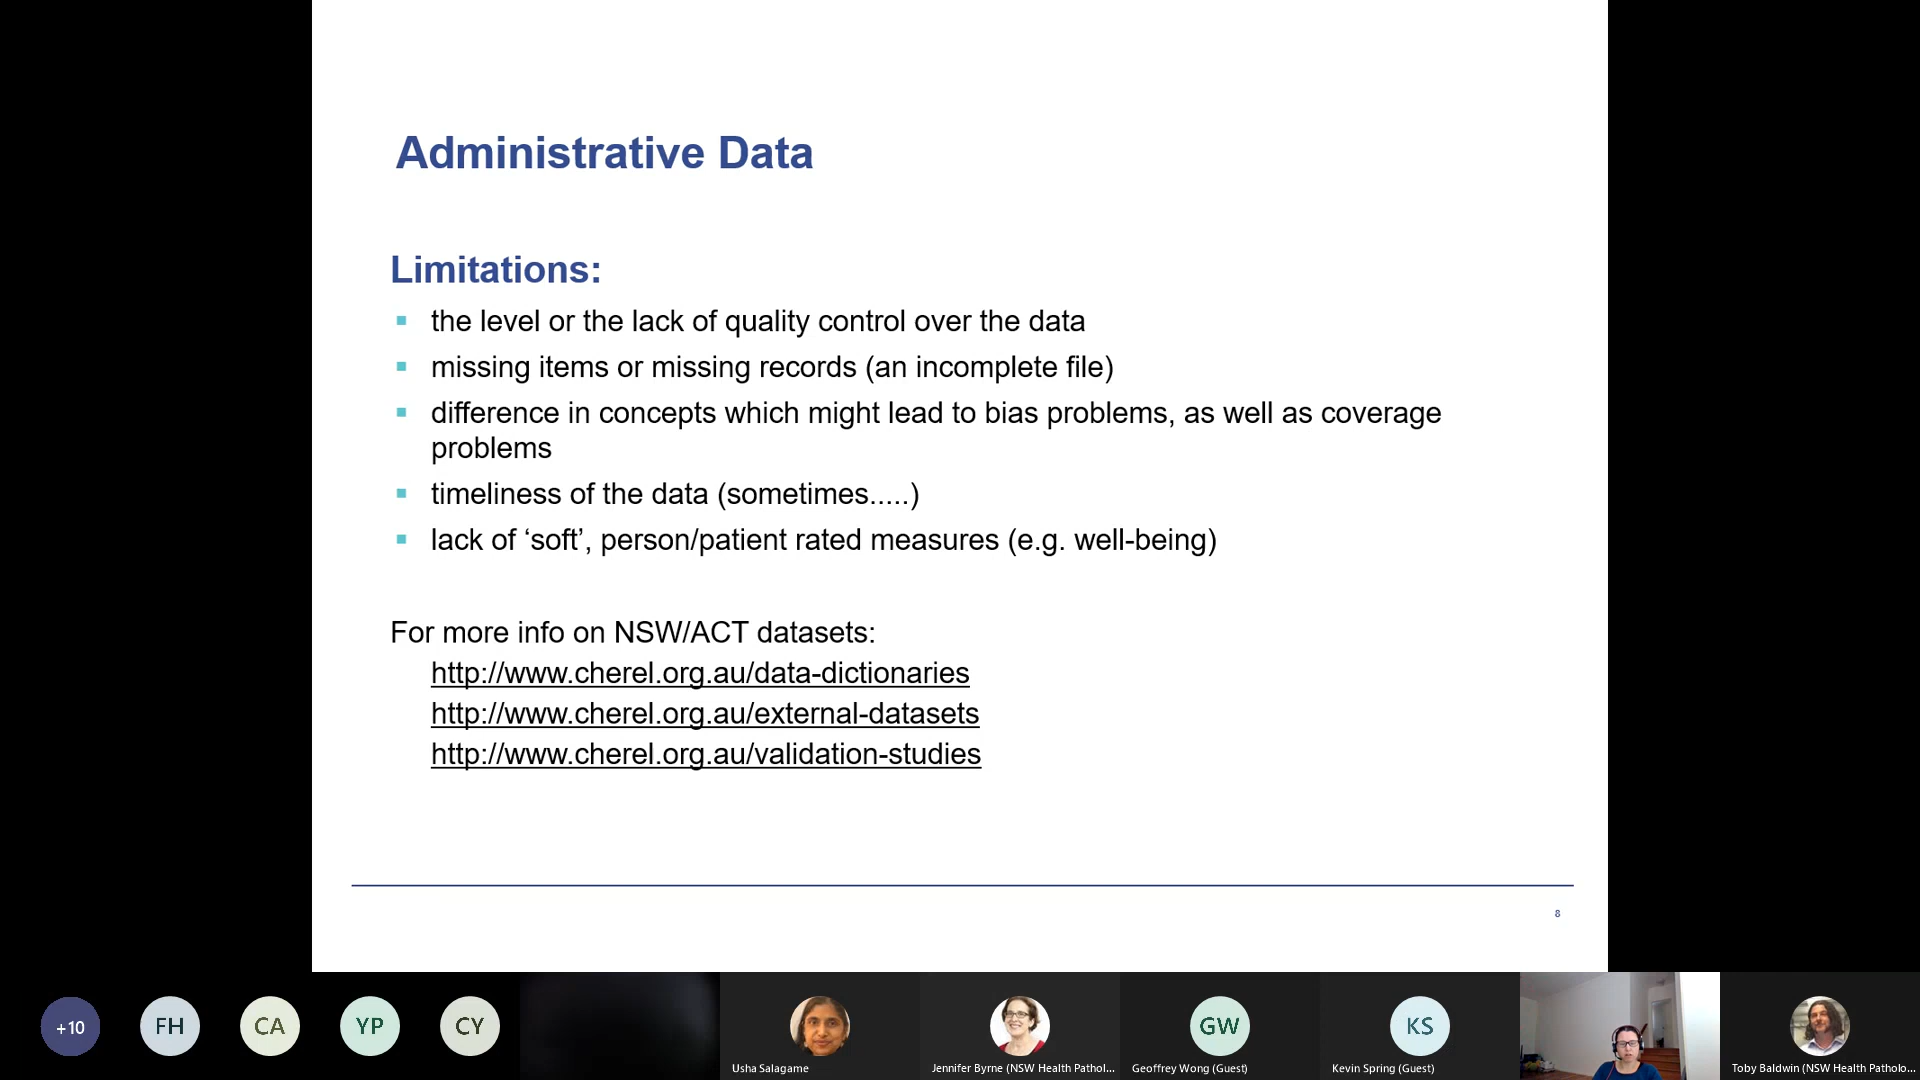 Administrative Data
Limitations:
the level or the lack of quality control over the data
missing items or missing records (an incomplete file)
difference in concepts which might lead to bias problems, as well as coverage
problems
timeliness of the data (sometimes.....)
lack of ‘soft’, person/patient rated measures (e.g. well-being)
For more info on NSW/ACT datasets:
http://www.cherel.org.au/data-dictionaries
http://www.cherel.org.au/external-datasets
http://www.cherel.org.au/validation-studies
8
+10
FH
CA
YP
CY
GW
KS
Usha Salagame
Jennifer Byrne (NSW Health Pathol...
Geoffrey Wong (Guest)
Kevin Spring (Guest)
Toby Baldwin (NSW Health Patholo...